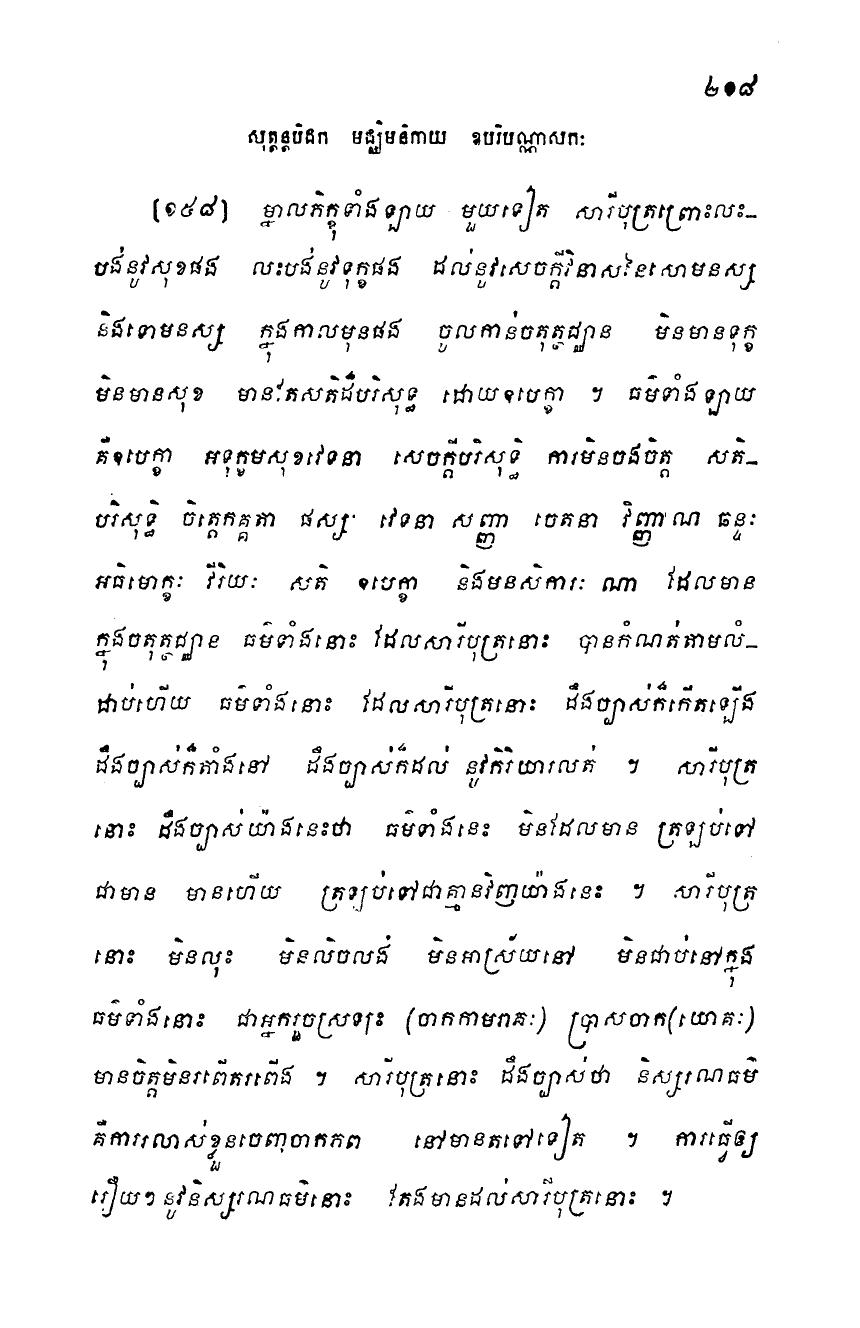 ២១៨
សុត្តន្តបិដក មជ្ឈិមនិកាយ ឧបរិបណ្ណាសកៈ
[១៥៨] ម្នាលភិក្ខុទាំងឡាយ មួយទៀត សារីបុត្រព្រោះលះ-
បង់នូវសុខផង លះបង់នូវទុក្ខផង ដល់នូវសេចក្តីវិនាសនៃសោមនស្ស
និងទោមនស្ស ក្នុងកាលមុនផង ចូលកាន់ចតុត្ថជ្ឈាន មិនមានទុក្ខ
មិនមានសុខ មានតែសតិដ៏បរិសុទ្ធ ដោយឧបេក្ខា ។ ធម៌ទាំងឡាយ
គឺឧបេក្ខា អទុក្ខមសុខវេទនា សេចក្តីបរិសុទ្ធិ ការមិនចងចិត្ត សតិ-
បរិសុទ្ធិ ចិត្តេកគ្គតា ផស្សៈ វេទនា សញ្ញា ចេតនា វិញ្ញាណ ឆន្ទៈ
អធិមោក្ខៈ វីរិយៈ សតិ ឧបេក្ខា និងមនសិការៈ ណា ដែលមាន
ក្នុងចតុត្ថជ្ឈាន ធម៌ទាំងនោះ ដែលសារីបុត្រនោះ បានកំណត់តាមលំ-
ដាប់ហើយ ធម៌ទាំងនោះ ដែលសារីបុត្រនោះ ដឹងច្បាស់ក៏កើតឡើង
ដឹងច្បាស់ក៏តាំងនៅ ដឹងច្បាស់ក៏ដល់ នូវកិរិយារលត់ ។ សារីបុត្រ
នោះ ដឹងច្បាស់យ៉ាងនេះថា ធម៌ទាំងនេះ មិនដែលមាន ត្រឡប់ទៅ
ជាមាន មានហើយ ត្រឡប់ទៅជាគ្មានវិញយ៉ាងនេះ ។ សារីបុត្រ
នោះ មិនលុះ មិនលិចលង់ មិនអាស្រ័យនៅ មិនជាប់នៅក្នុង
ធម៌ទាំងនោះ ជាអ្នករួចស្រឡះ (ចាកកាមរាគៈ) ប្រាសចាក(យោគៈ)
មានចិត្តមិនរពើតរពើង ។ សារីបុត្រនោះ ដឹងច្បាស់ថា និស្សរណធម៌
គឺការរលាស់ខ្លួនចេញចាកភព នៅមានតទៅទៀត ។ ការធ្វើឲ្យ
រឿយៗ នូវនិស្សរណធម៌នោះ តែងមានដល់សារីបុត្រនោះ ។